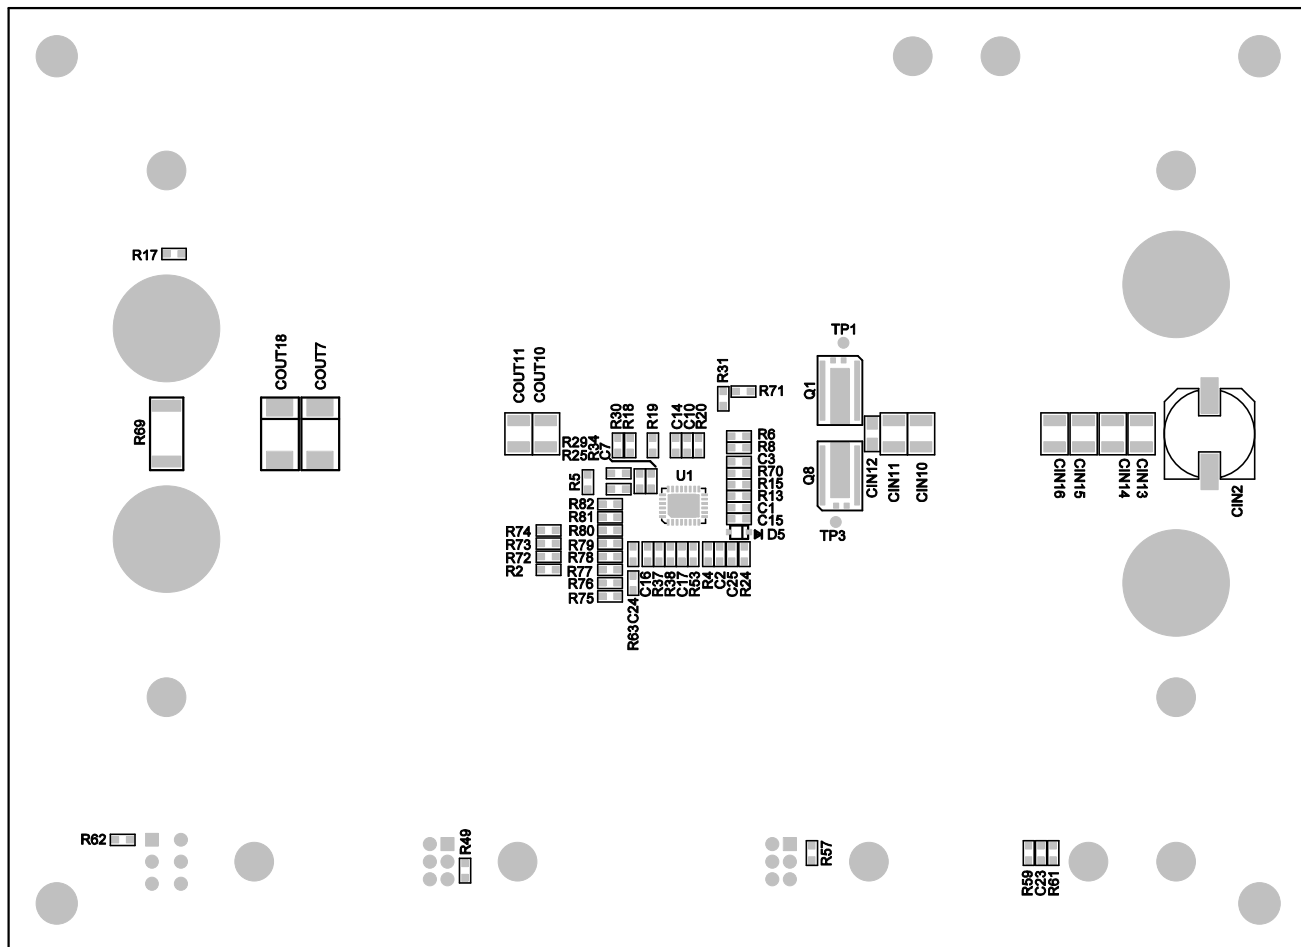 R17
TP1
COUT18
COUT7
COUT11
COUT10
R31
R71
Q1
R69
R30
R18
R19
C14
C10
R20
R29
R25
R34
C7
R6
R8
C3
R70
R15
R13
C1
C15
D5
U1
R5
Q8
CIN12
CIN11
CIN10
CIN16
CIN15
CIN14
CIN13
CIN2
TP3
R82
R81
R80
R79
R78
R77
R76
R75
R74
R73
R72
R2
C16
R37
R38
C17
R53
R4
C2
C25
R24
R63
C24
R62
R49
R57
R59
C23
R61